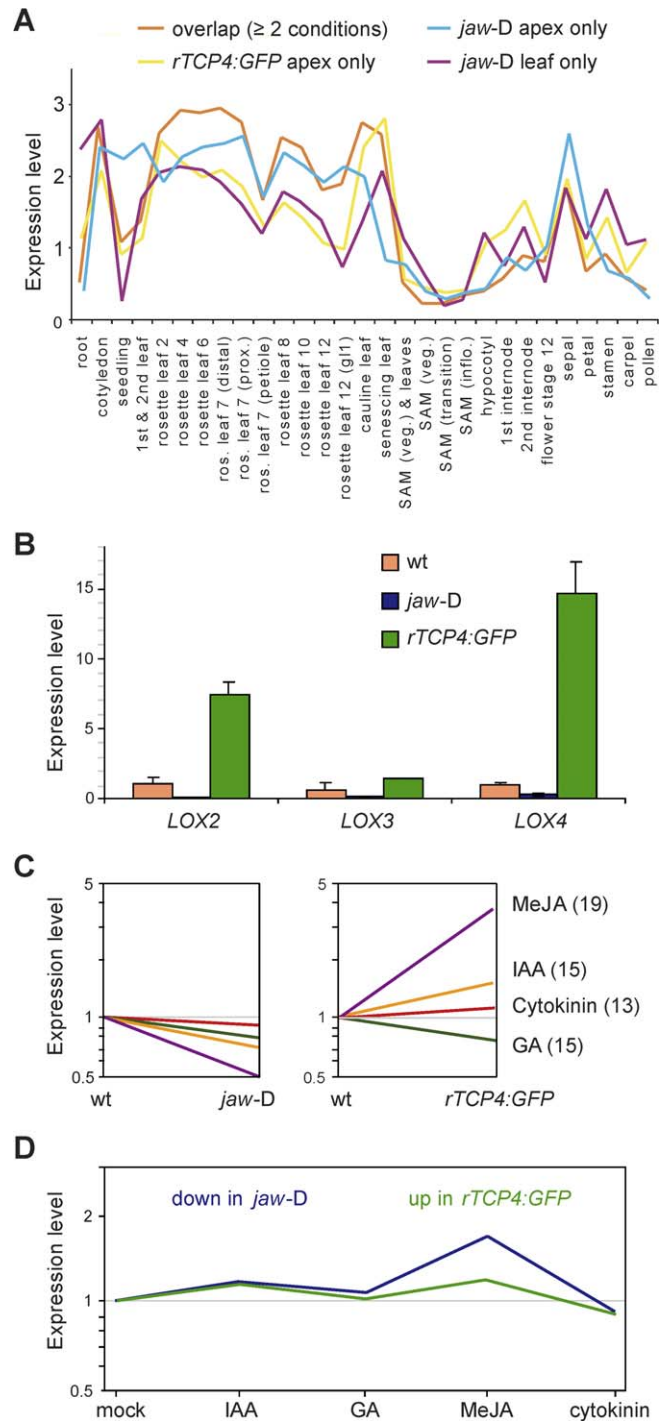 A
overlap (≥ 2 conditions)
jaw-D apex only
rTCP4:GFP apex only
jaw-D leaf only
Expression level
3
2
1
0
root
cotyledon
seedling
1st & 2nd leaf
rosette leaf 2
rosette leaf 4
rosette leaf 6
ros. leaf 7 (distal)
ros. leaf 7 (prox.)
ros. leaf 7 (petiole)
rosette leaf 8
rosette leaf 10
rosette leaf 12
rosette leaf 12 (gl1)
cauline leaf
senescing leaf
SAM (veg.) & leaves
SAM (veg.)
SAM (transition)
SAM (inflo.)
hypocotyl
1st internode
2nd internode
flower stage 12
sepal
petal
stamen
carpel
pollen
B
Expression level
15
10
5
0
wt
jaw-D
rTCP4:GFP
LOX2
LOX3
LOX4
C
Expression level
5
1
0.5
wt
jaw-D
5
1
0.5
wt
rTCP4:GFP
MeJA (19)
IAA (15)
Cytokinin (13)
GA (15)
D
Expression level
2
1
0.5
down in jaw-D
up in rTCP4:GFP
mock
IAA
GA
MeJA
cytokinin